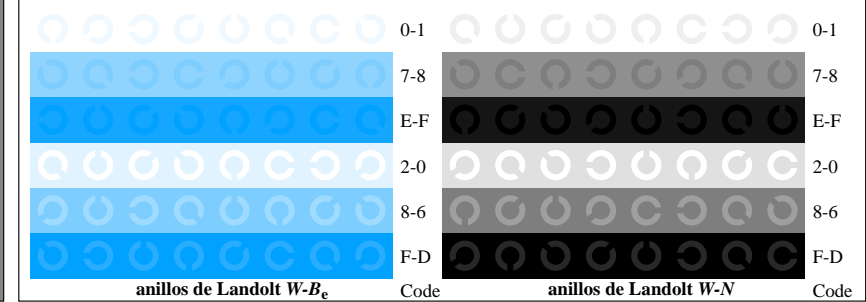 0-1
7-8
E-F
2-0
8-6
F-D
anillos de Landolt W-Be Code
0-1
7-8
E-F
2-0
8-6
F-D
anillos de Landolt W-N Code